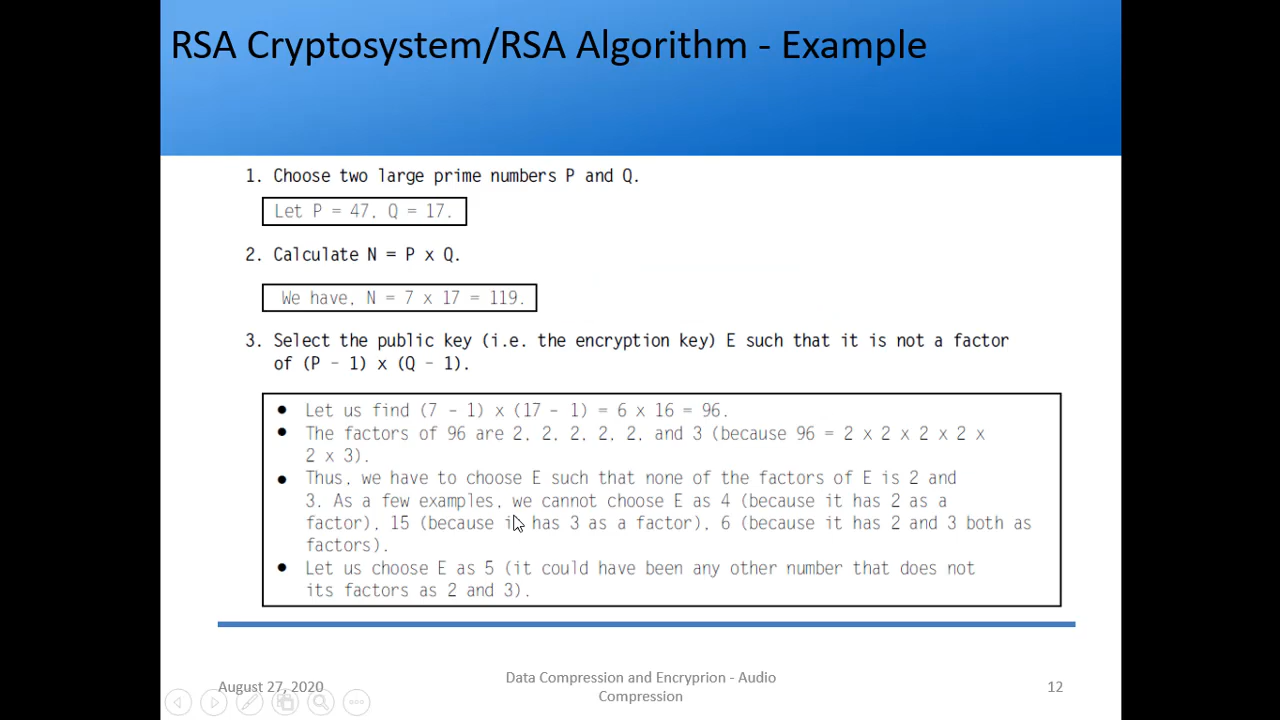 RSA Cryptosystem/RSA Algorithm - Example
1. Choose two large prime numbers P and Q.
Let P = 47, Q = 17.
2. Calculate N = P x Q.
We have, N = 7 x 17 = 119.
3. Select the public key (i.e. the encryption key) E such that it is not a factor
of (P - 1) x (Q - 1).
● Let us find (7 - 1) x (17 - 1) = 6 x 16 = 96.
● The factors of 96 are 2, 2, 2, 2, 2, and 3 (because 96 = 2 x 2 x 2 x 2 x
2 x 3).
● Thus, we have to choose E such that none of the factors of E is 2 and
3. As a few examples, we cannot choose E as 4 (because it has 2 as a
factor), 15 (because it has 3 as a factor), 6 (because it has 2 and 3 both as
factors).
● Let us choose E as 5 (it could have been any other number that does not
its factors as 2 and 3).
August 27, 2020
Data Compression and Encryprion - Audio
Compression
12